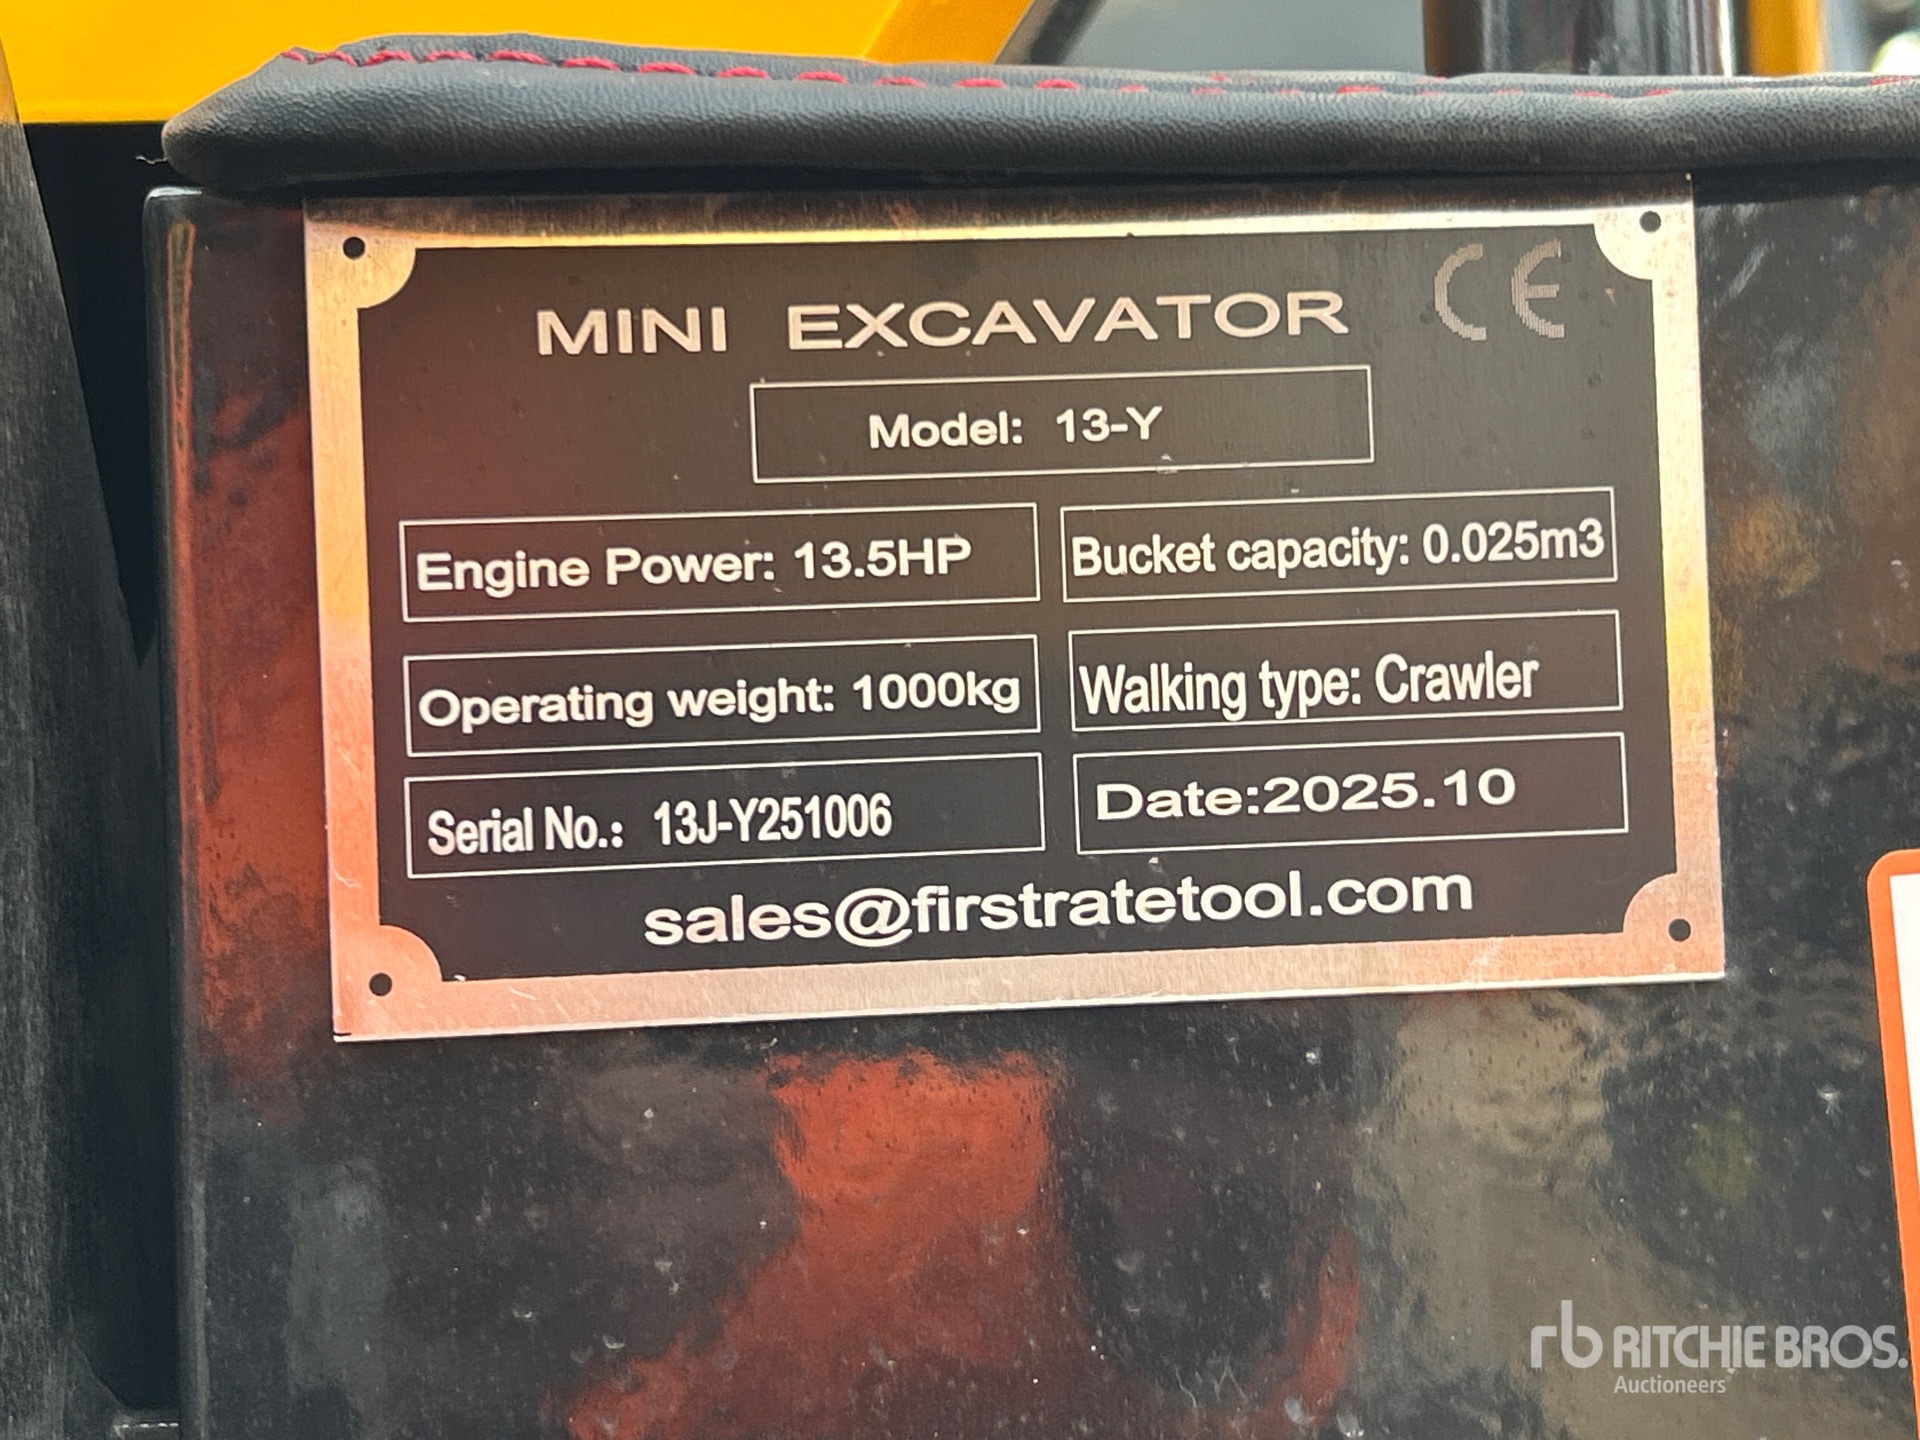 MINI EXCAVATOR CE
Model: 13-Y
Engine Power: 13.5HP
Bucket capacity: 0.025m3
Operating weight: 1000kg
Walking type: Crawler
Serial No.: 13J-Y251006
Date:2025.10
sales@firstratetool.com
rb RITCHIE BROS.
Auctioneers